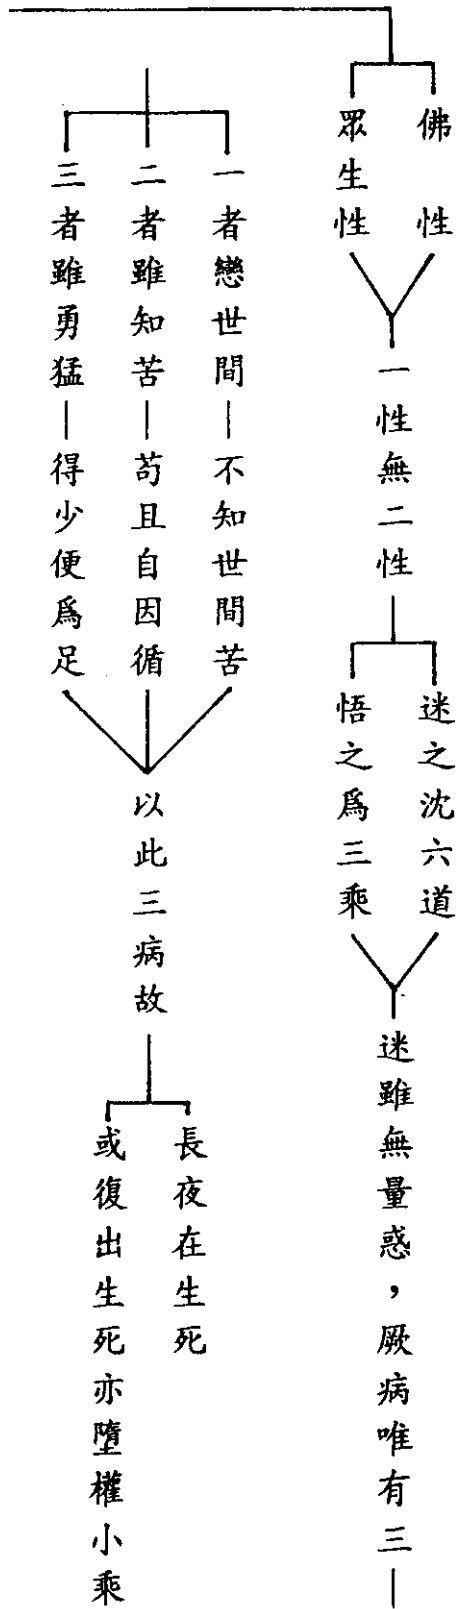 佛性
眾生性
一性無二性
迷之沈六道
悟之爲三乘
迷雖無量惑，厥病唯有三
一者戀世間
不知世間苦
二者雖知苦
苟且自因循
三者雖勇猛
得少便爲足
以此三病故
長夜在生死
或復出生死亦墮權小乘